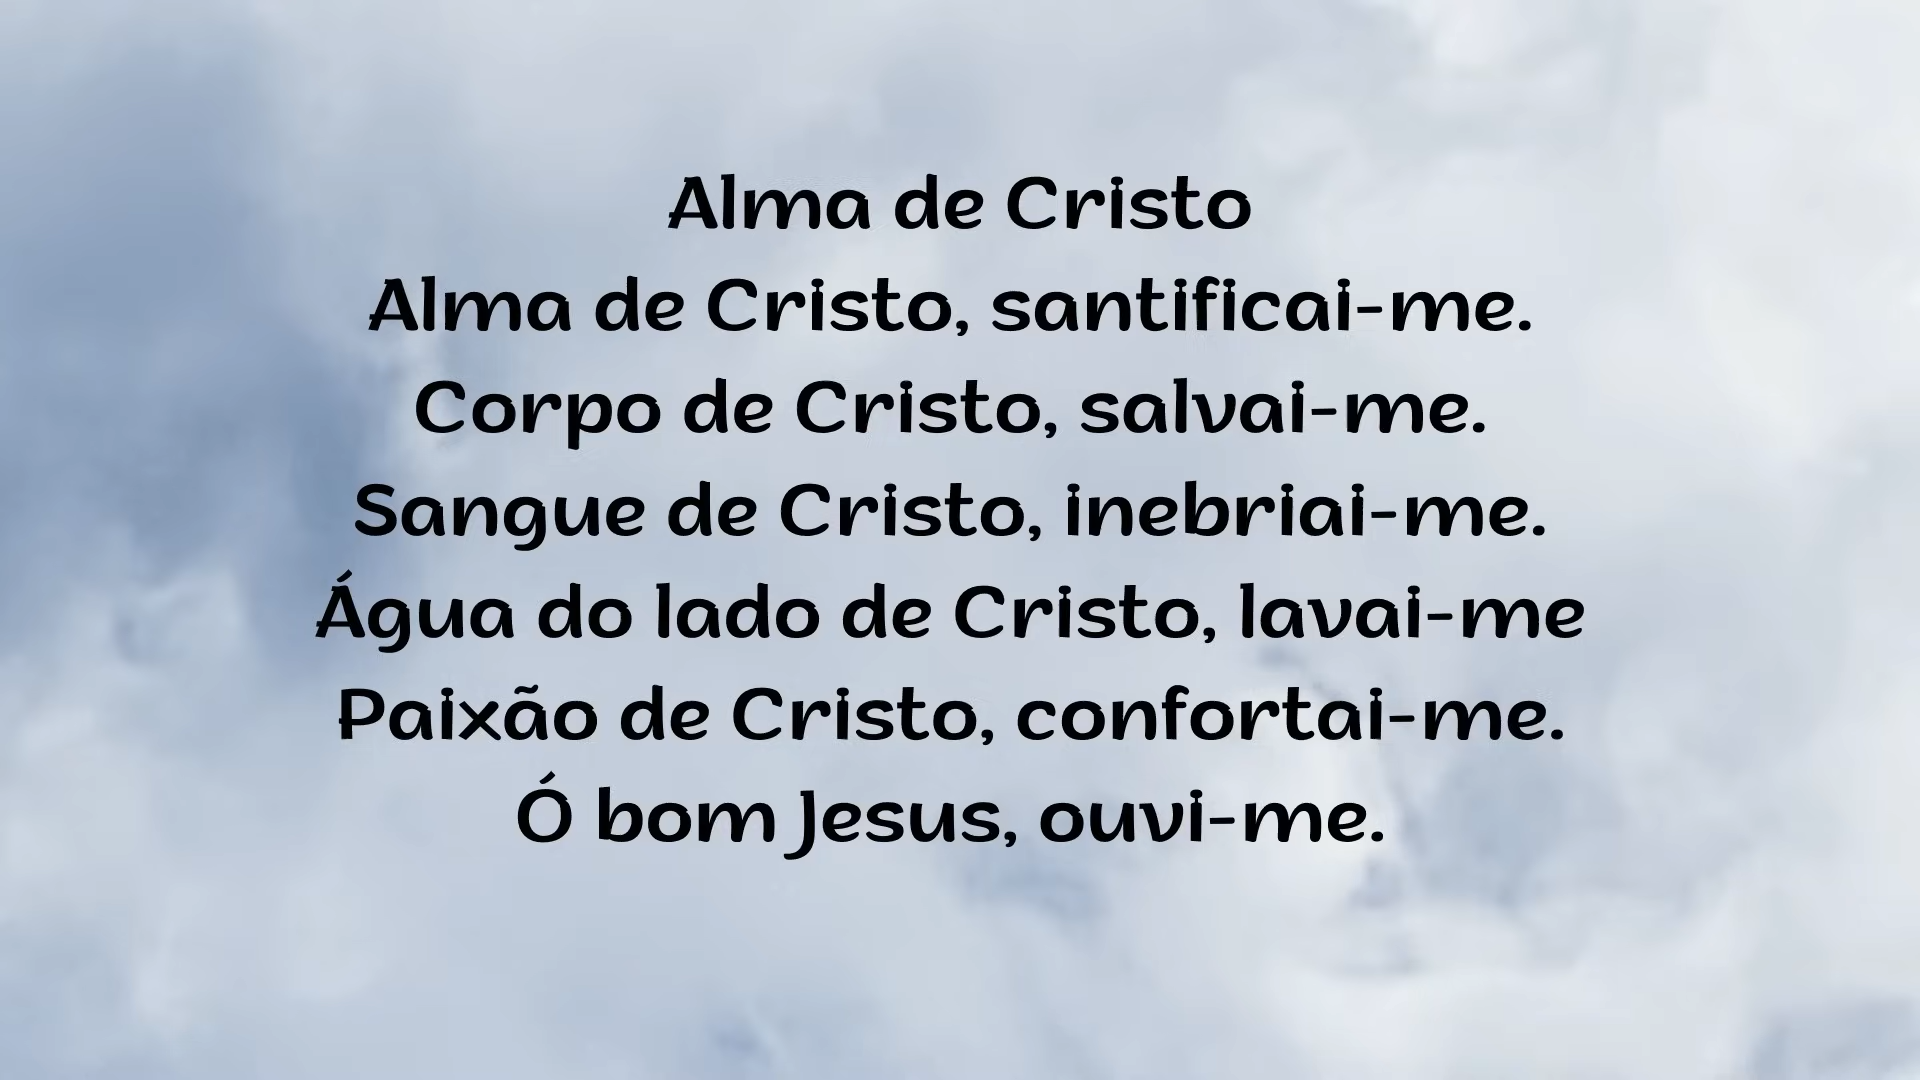 Alma de Cristo
Alma de Cristo, santificai-me.
Corpo de Cristo, salvai-me.
Sangue de Cristo, inebriai-me.
Água do lado de Cristo, lavai-me
Paixão de Cristo, confortai-me.
Ó bom Jesus, ouvi-me.